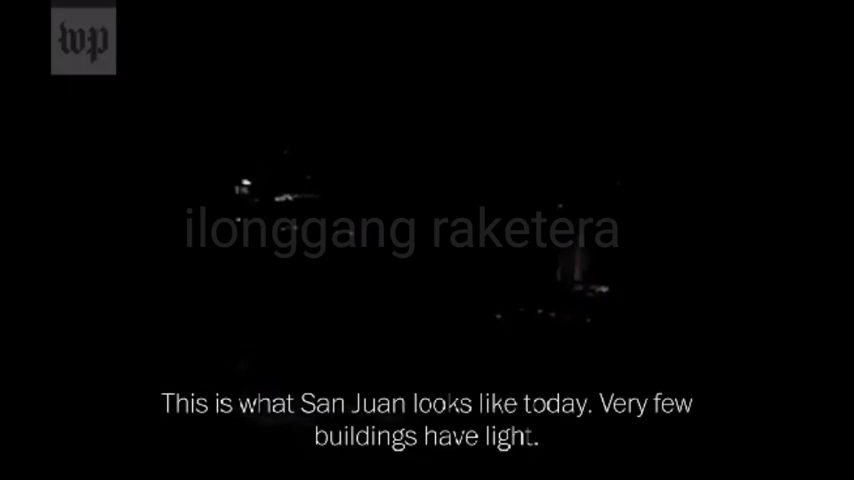 wp
ilonggang raketera
This is what San Juan looks like today. Very few
buildings have light.